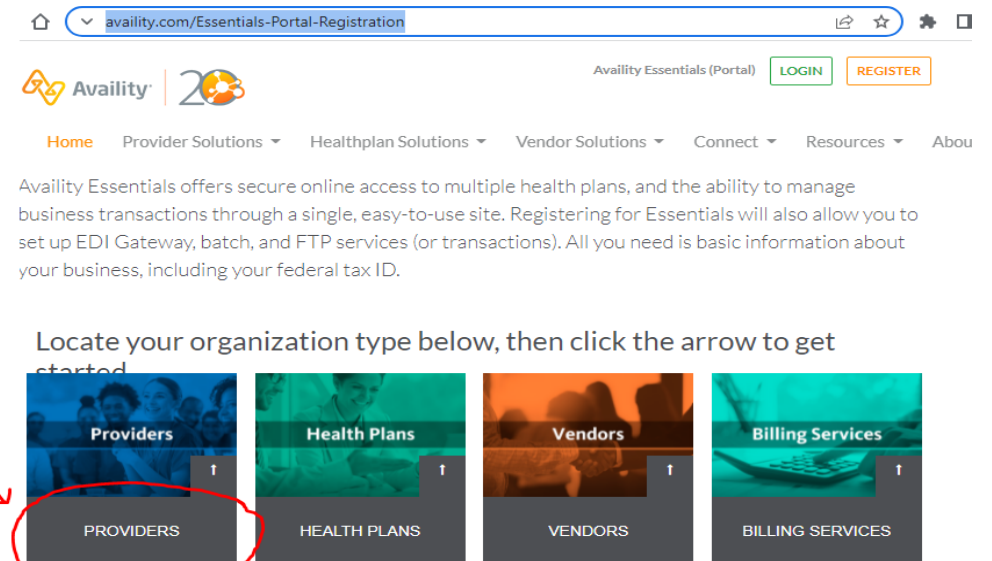 availity.com/Essentials-Portal-Registration
Availity 20
Availity Essentials (Portal) LOGIN REGISTER
Home Provider Solutions Healthplan Solutions Vendor Solutions Connect Resources Abou
Availity Essentials offers secure online access to multiple health plans, and the ability to manage
business transactions through a single, easy-to-use site. Registering for Essentials will also allow you to
set up EDI Gateway, batch, and FTP services (or transactions). All you need is basic information about
your business, including your federal tax ID.
Locate your organization type below, then click the arrow to get
started
Providers Health Plans Vendors Billing Services
PROVIDERS HEALTH PLANS VENDORS BILLING SERVICES